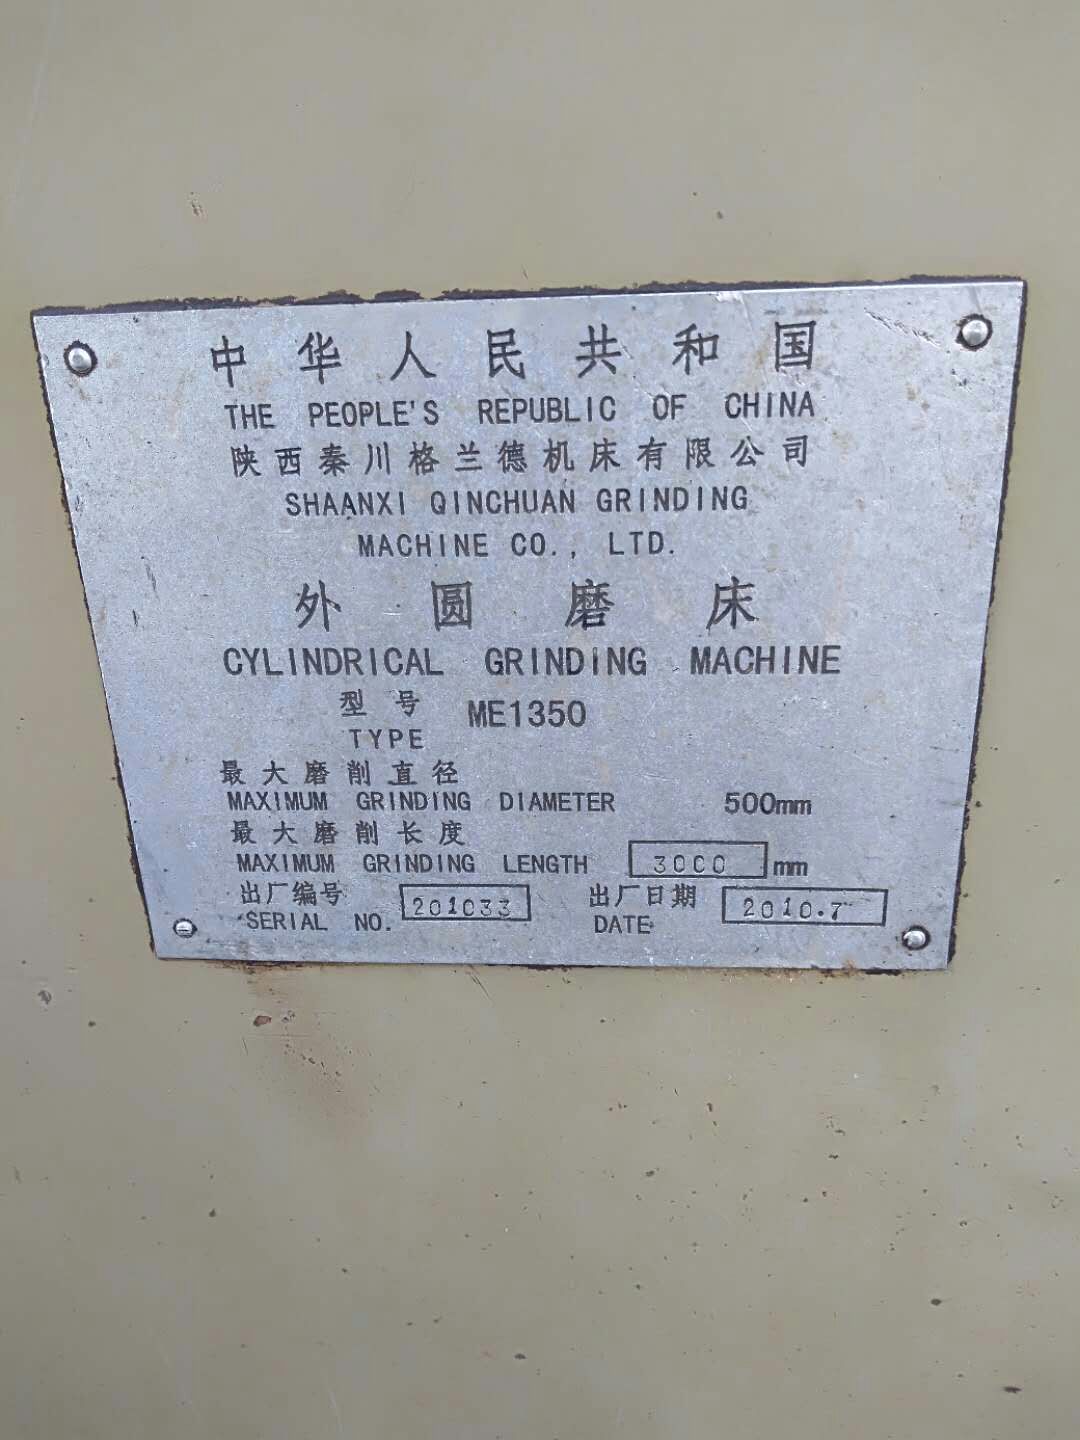 中华人民共和国
THE PEOPLE'S REPUBLIC OF CHINA
陕西秦川格兰德机床有限公司
SHAANXI QINCHUAN GRINDING
MACHINE CO., LTD.
外圆磨床
CYLINDRICAL GRINDING MACHINE
型号 ME1350
TYPE
最大磨削直径
MAXIMUM GRINDING DIAMETER 500mm
最大磨削长度
MAXIMUM GRINDING LENGTH 3000 mm
出厂编号 201033 出厂日期 2010.7
SERIAL NO. DATE